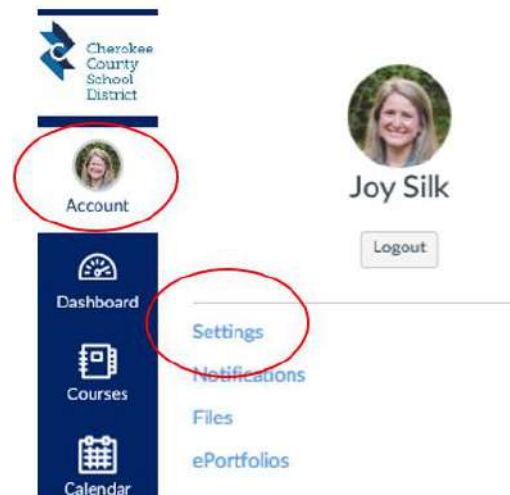 Cherokee
County
School
District
Account
Dashboard
Courses
Calendar
Joy Silk
Logout
Settings
Notifications
Files
ePortfolios